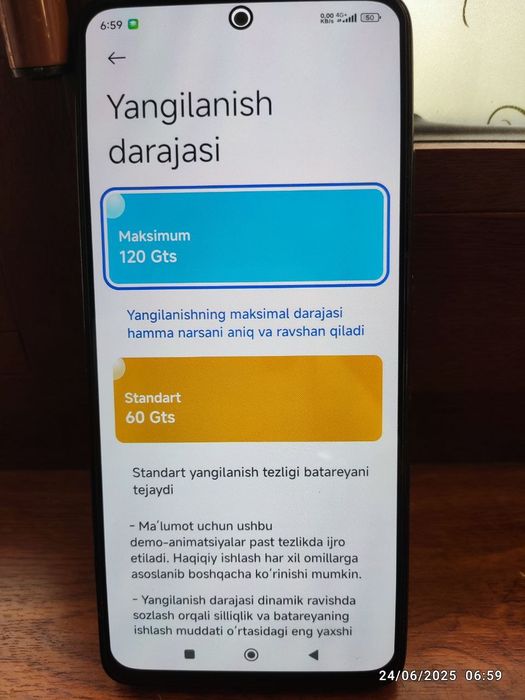 6:59
0,00 KB/s 4G+ 50
Yangilanish
darajasi
Maksimum
120 Gts
Yangilanishning maksimal darajasi
hamma narsani aniq va ravshan qiladi
Standart
60 Gts
Standart yangilanish tezligi batareyani
tejaydi
- Maʼlumot uchun ushbu
demo-animatsiyalar past tezlikda ijro
etiladi. Haqiqiy ishlash har xil omillarga
asoslanib boshqacha koʻrinishi mumkin.
- Yangilanish darajasi dinamik ravishda
sozlash orqali silliqlik va batareyaning
ishlash muddati oʻrtasidagi eng yaxshi
24/06/2025 06:59